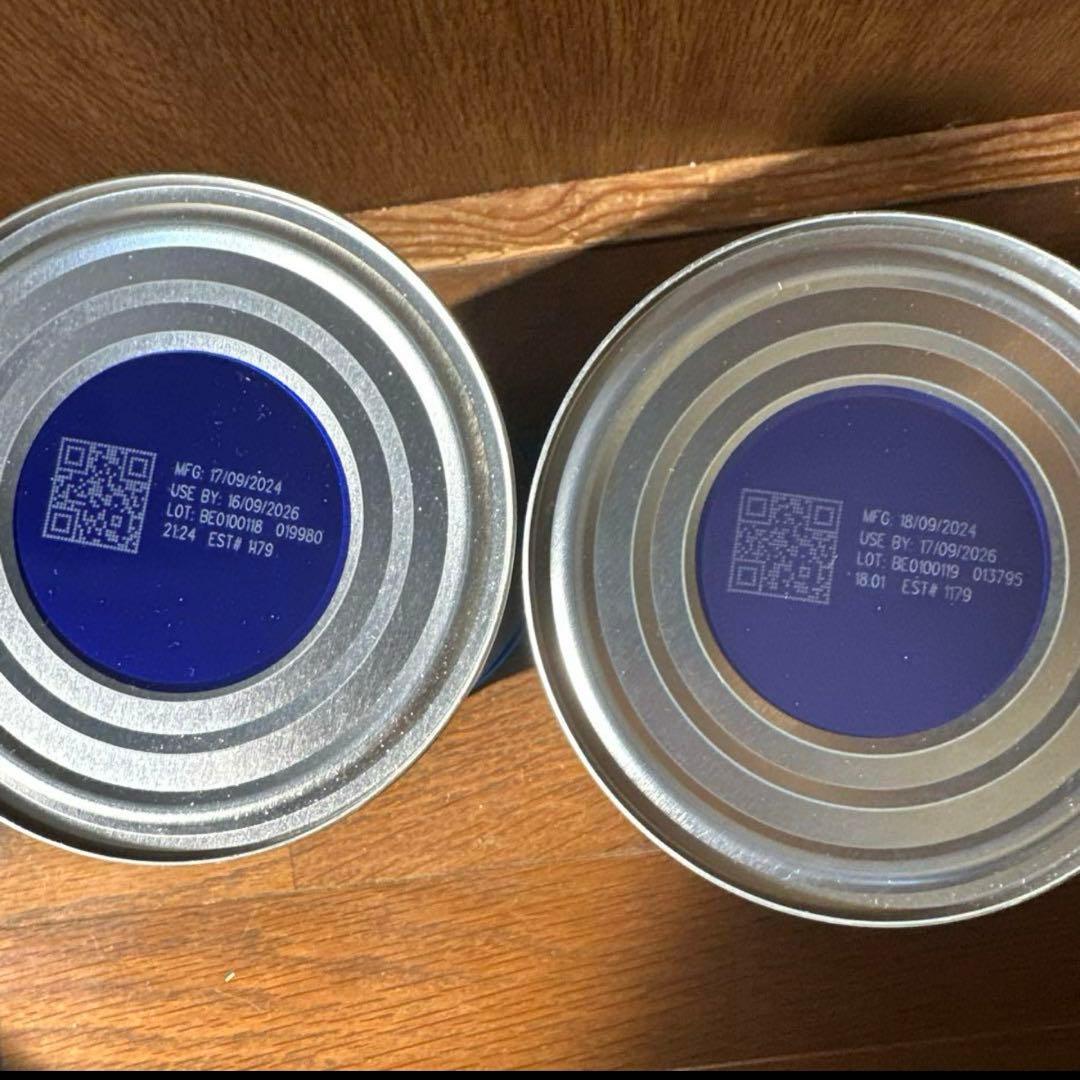 MFG: 17/09/2024
USE BY: 16/09/2026
LOT: BE0100118 019980
21:24 EST# 1179
MFG: 18/09/2024
USE BY: 17/09/2026
LOT: BE0100119 013795
18:01 EST# 1179